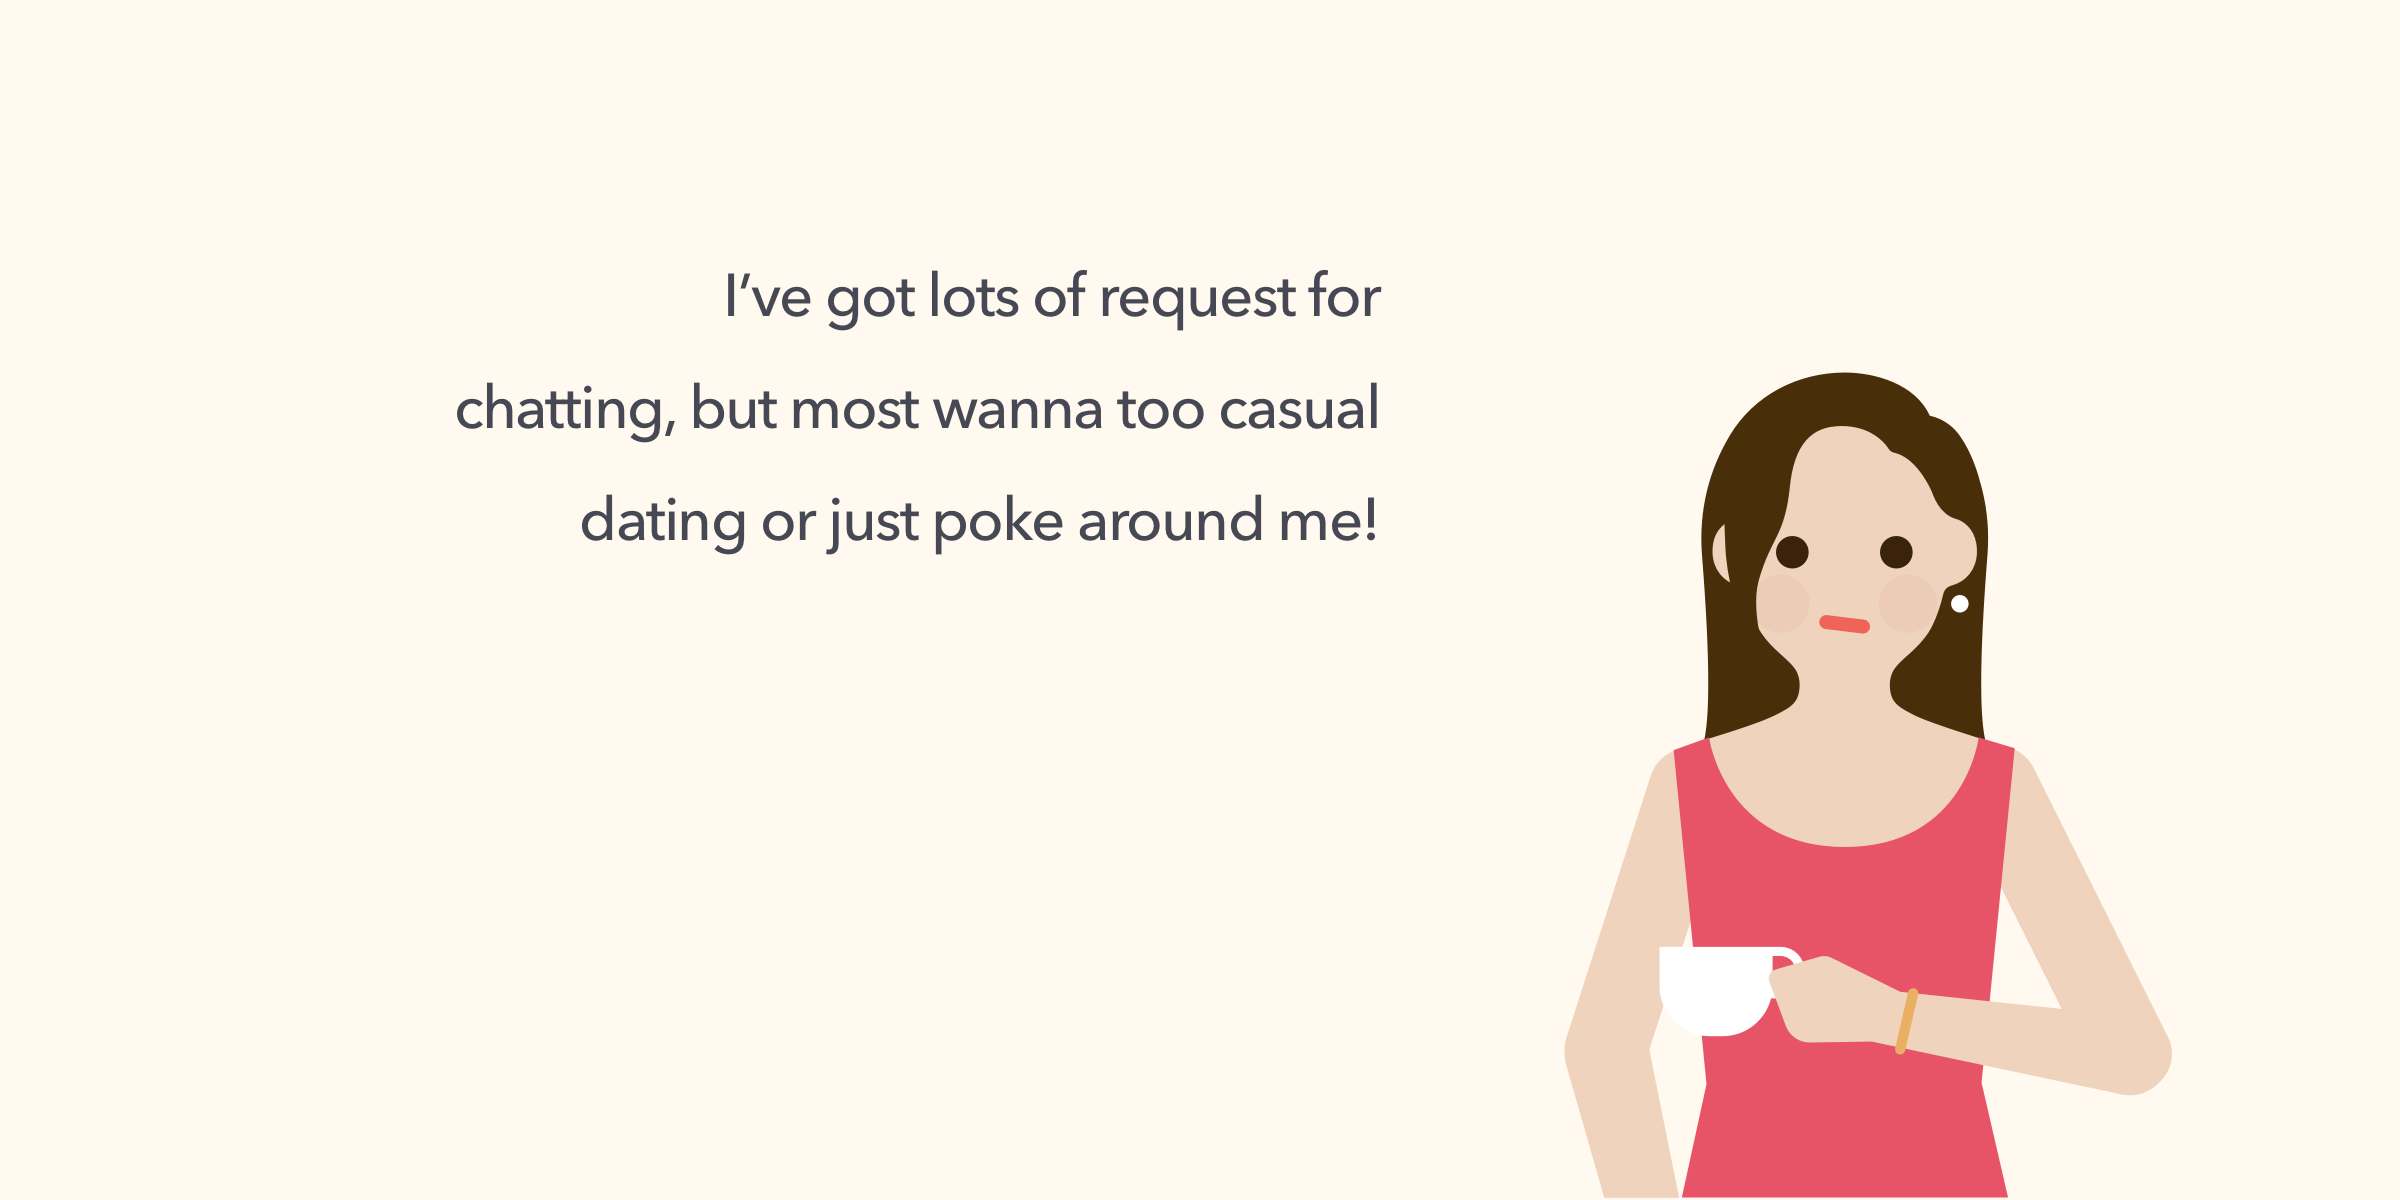 I’ve got lots of request for
chatting, but most wanna too casual
dating or just poke around me!